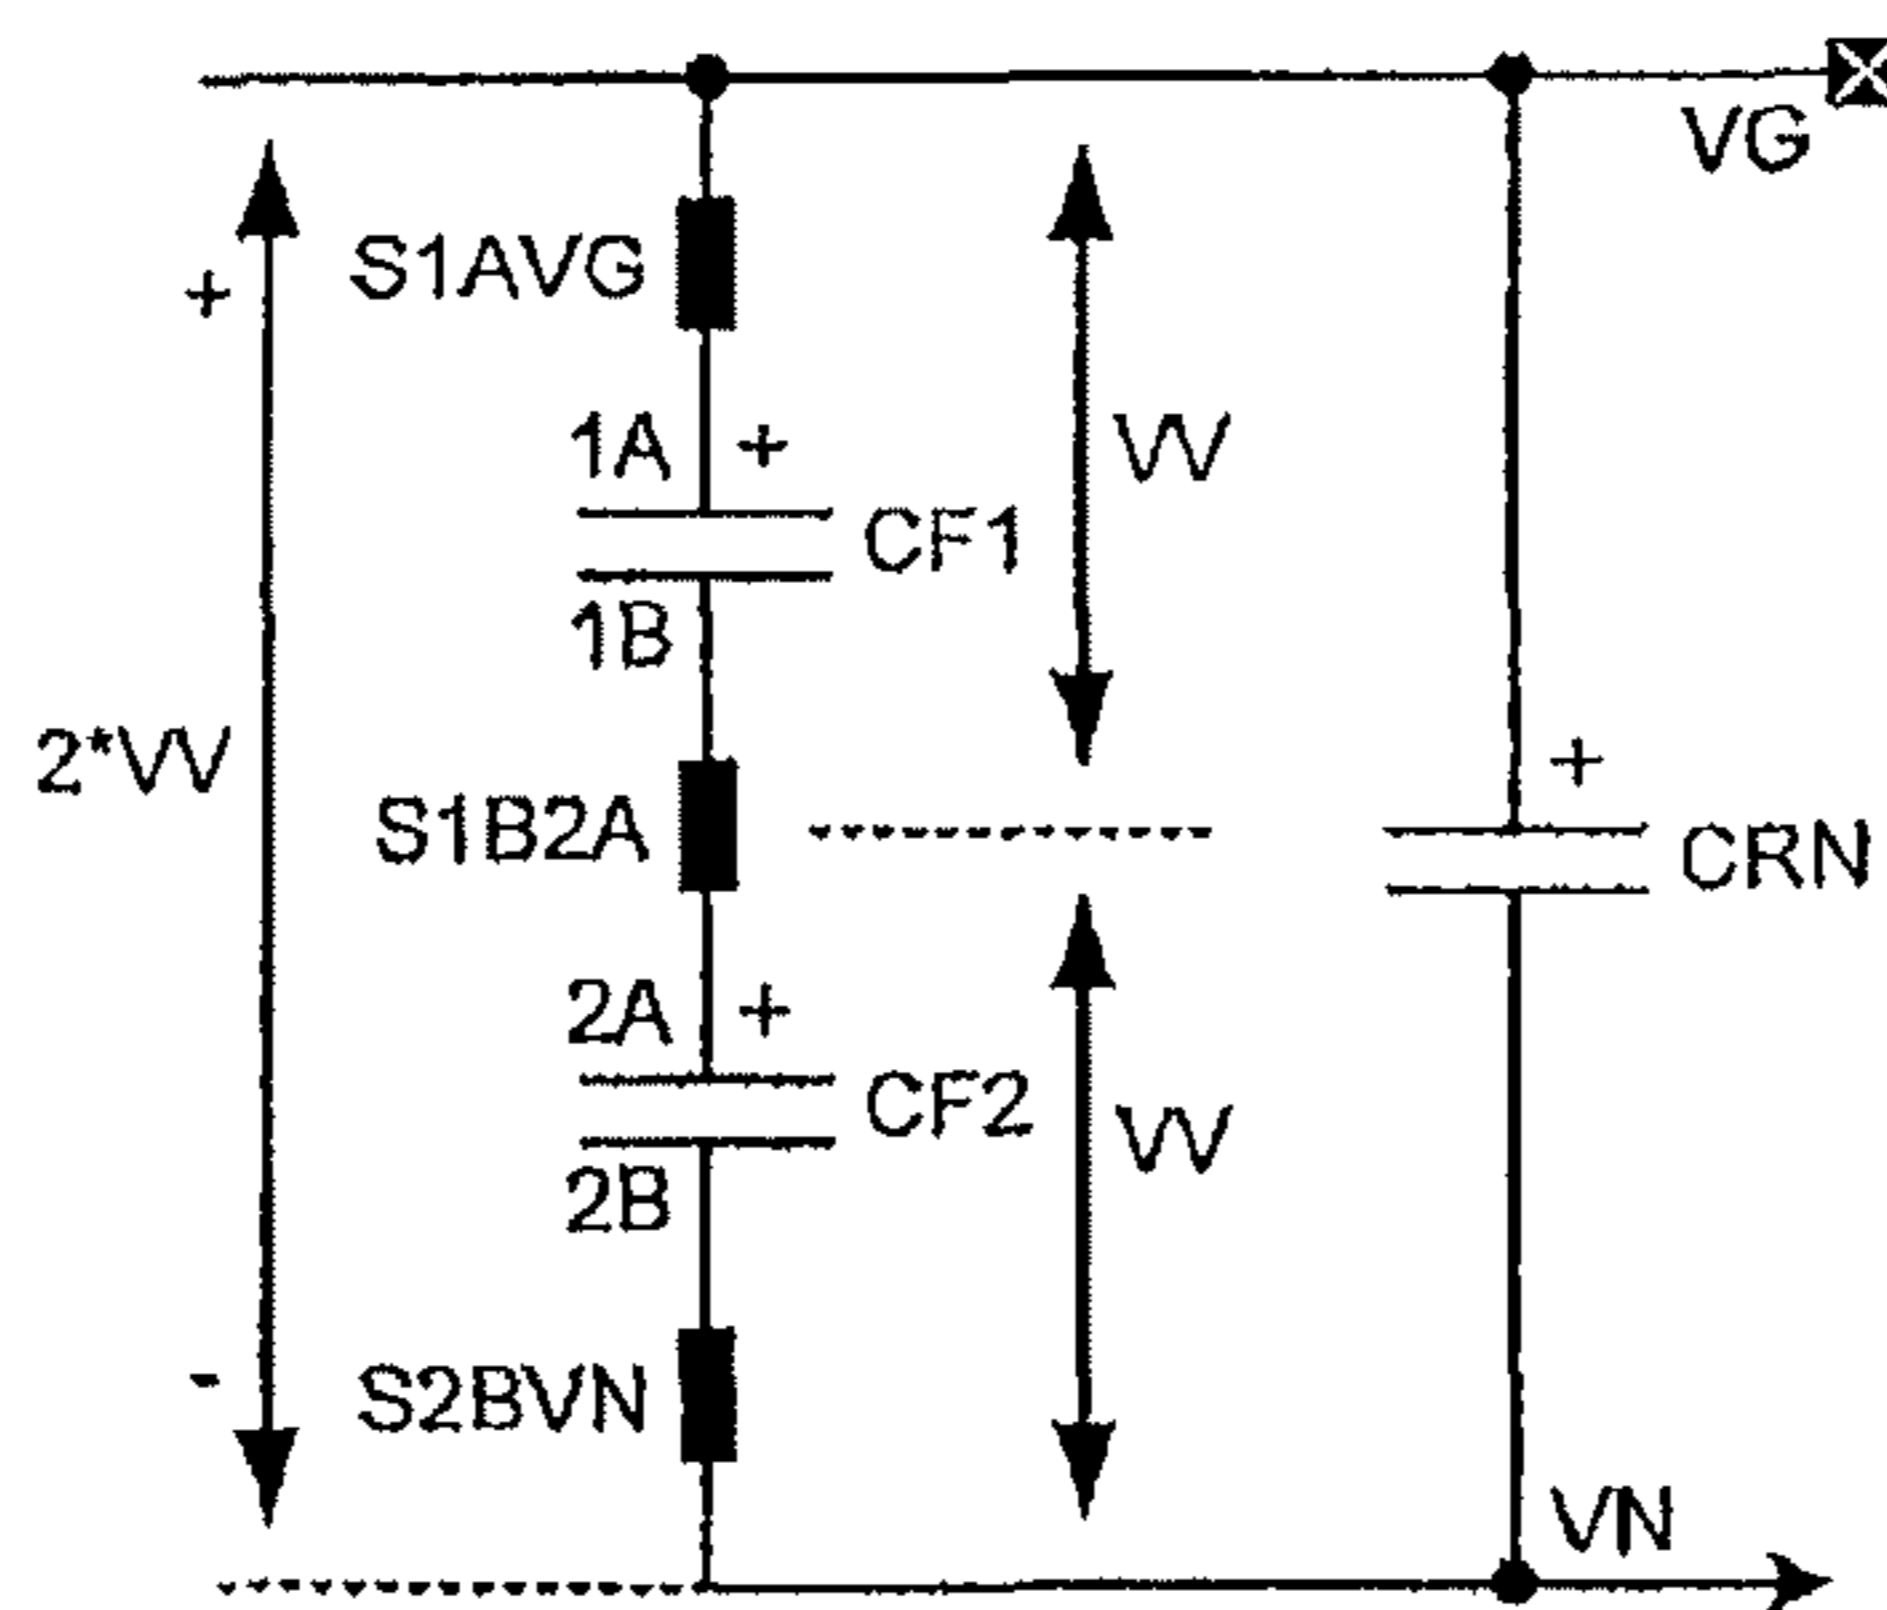 VG
S1AVG
+
1A +
VV
CF1
1B
2*VV
+
S1B2A
CRN
2A +
CF2
VV
2B
-
S2BVN
VN